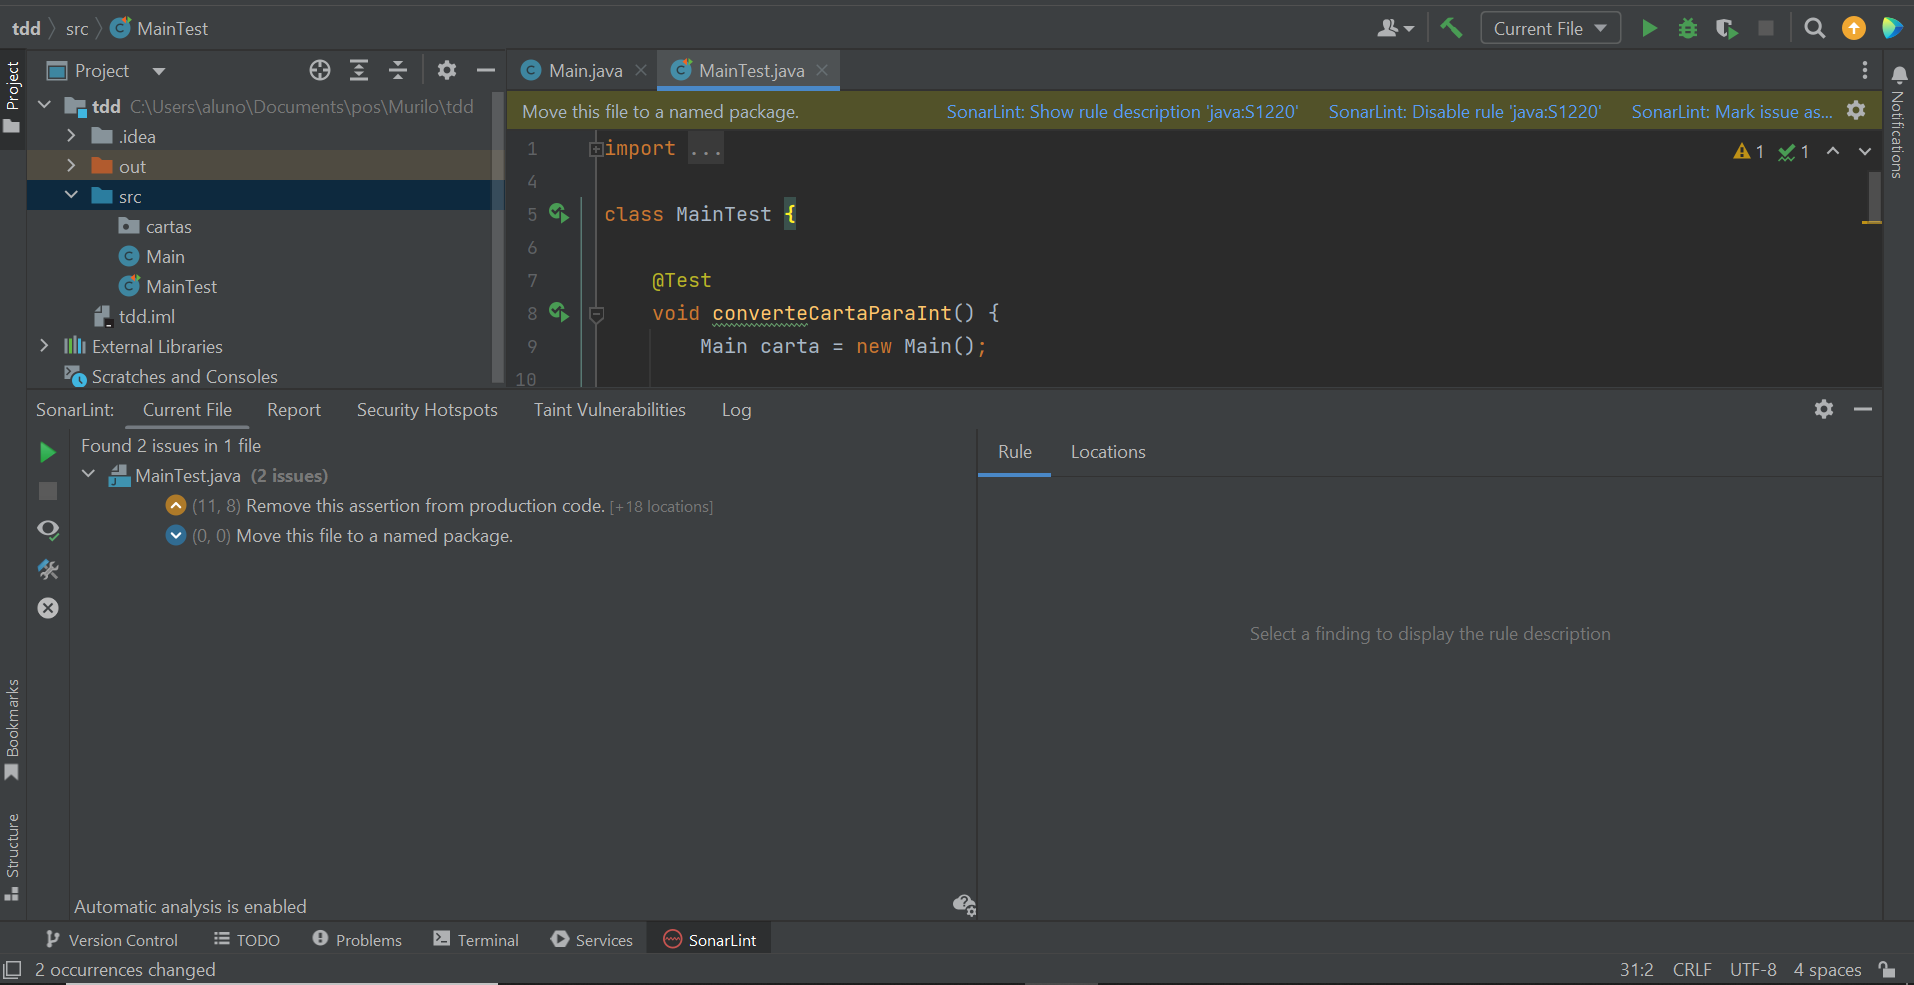 tdd src MainTest
Current File
Project
Main.java
MainTest.java
Project
Notifications
tdd C:\Users\aluno\Documents\pos\Murilo\tdd
.idea
out
src
cartas
Main
MainTest
tdd.iml
External Libraries
Scratches and Consoles
Move this file to a named package. SonarLint: Show rule description 'java:S1220' SonarLint: Disable rule 'java:S1220' SonarLint: Mark issue as...
1 import ...
1 1
4
5 class MainTest {
6
7 @Test
8 void converteCartaParaInt() {
9 Main carta = new Main();
10
SonarLint: Current File Report Security Hotspots Taint Vulnerabilities Log
Found 2 issues in 1 file
MainTest.java (2 issues)
(11, 8) Remove this assertion from production code. [+18 locations]
(0, 0) Move this file to a named package.
Automatic analysis is enabled
Rule Locations
Select a finding to display the rule description
Bookmarks
Structure
Version Control TODO Problems Terminal Services SonarLint
2 occurrences changed
31:2 CRLF UTF-8 4 spaces